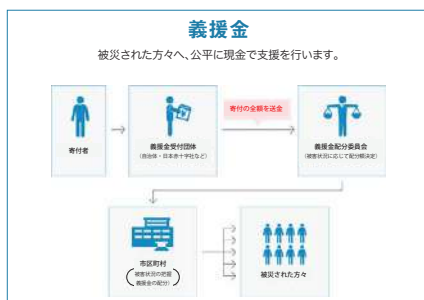 義援金
被災された方々へ、公平に現金で支援を行います。
寄付者
義援金受付団体
(自治体・日本赤十字社など)
寄付の全額を送金
義援金配分委員会
(被害状況に応じて配分額決定)
市区町村
(被害状況の把握
義援金の配分)
被災された方々